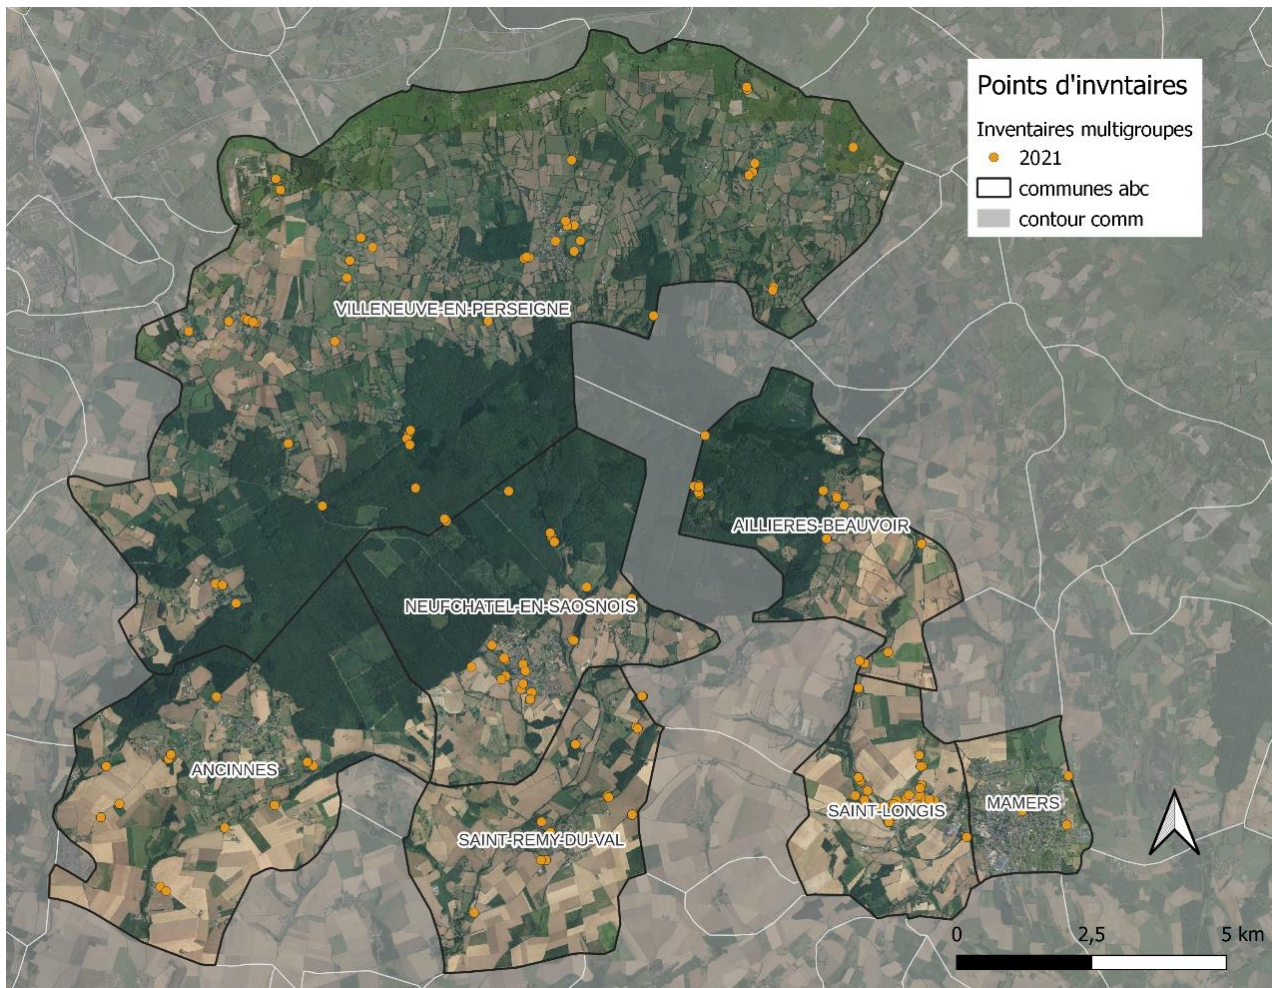 Points d'invntaires
Inventaires multigroupes
2021
communes abc
contour comm
VILLENEUVE-EN-PERSEIGNE
AILLIERES-BEAUVOIR
NEUFCHATEL-EN-SAOSNOIS
ANCINNES
SAINT-REMY-DU-VAL
SAINT-LONGIS
MAMERS
0 2,5 5 km